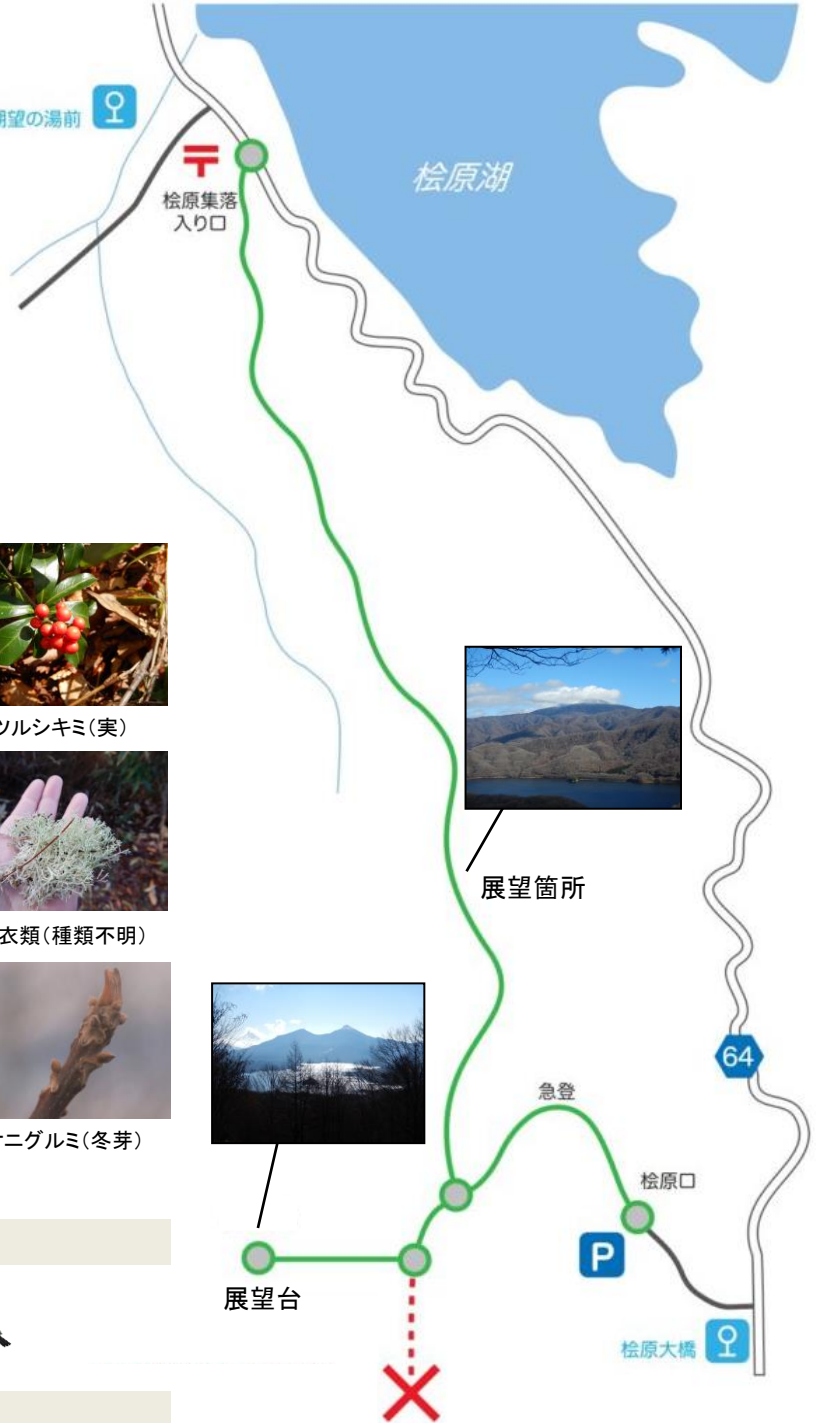 期望の湯前
桧原集落
入り口
桧原湖
ツルシキミ(実)
展望箇所
衣類(種類不明)
64
急登
ニグルミ(冬芽)
桧原口
P
展望台
桧原大橋